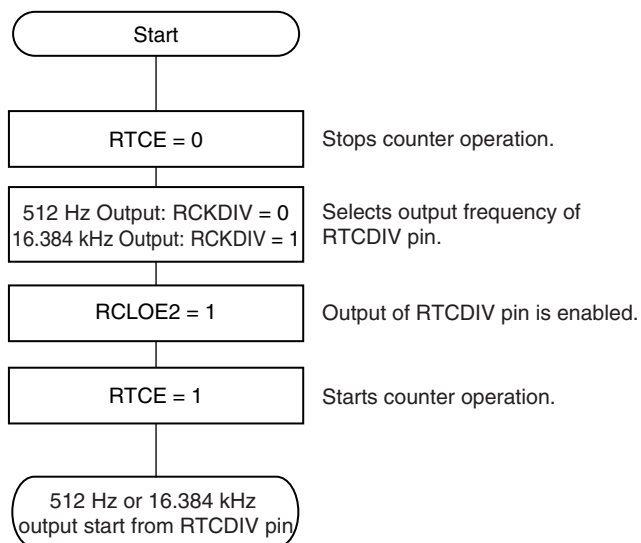 Start
RTCE = 0
Stops counter operation.
512 Hz Output: RCKDIV = 0
16.384 kHz Output: RCKDIV = 1
Selects output frequency of
RTCDIV pin.
RCLOE2 = 1
Output of RTCDIV pin is enabled.
RTCE = 1
Starts counter operation.
512 Hz or 16.384 kHz
output start from RTCDIV pin